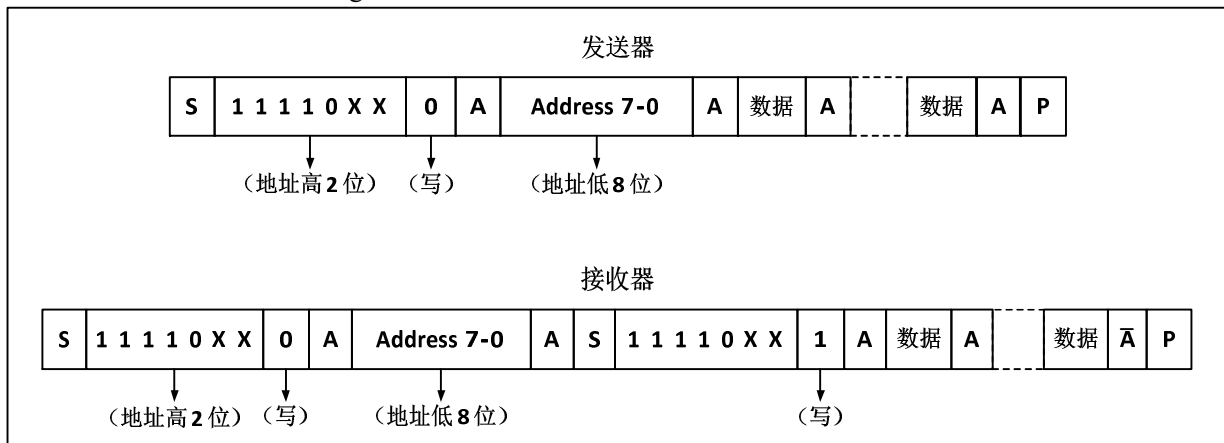 发送器
S 1 1 1 1 0 X X 0 A Address 7-0 A 数据 A 数据 A P
（地址高2位） （写） （地址低8位）
接收器
S 1 1 1 1 0 X X 0 A Address 7-0 A S 1 1 1 1 0 X X 1 A 数据 A 数据 Ā P
（地址高2位） （写） （地址低8位） （写）